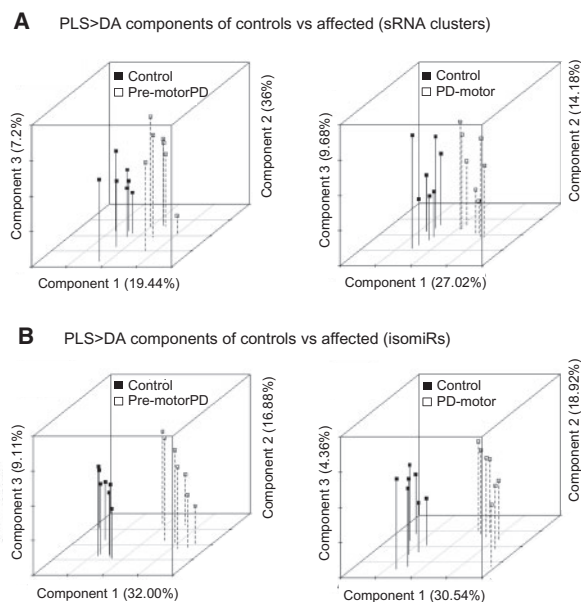 A PLS>DA components of controls vs affected (sRNA clusters)
Control
Pre-motorPD
Component 3 (7.2%)
Component 2 (36%)
Component 1 (19.44%)
Control
PD-motor
Component 3 (9.68%)
Component 2 (14.18%)
Component 1 (27.02%)
B PLS>DA components of controls vs affected (isomiRs)
Control
Pre-motorPD
Component 3 (9.11%)
Component 2 (16.88%)
Component 1 (32.00%)
Control
PD-motor
Component 3 (4.36%)
Component 2 (18.92%)
Component 1 (30.54%)